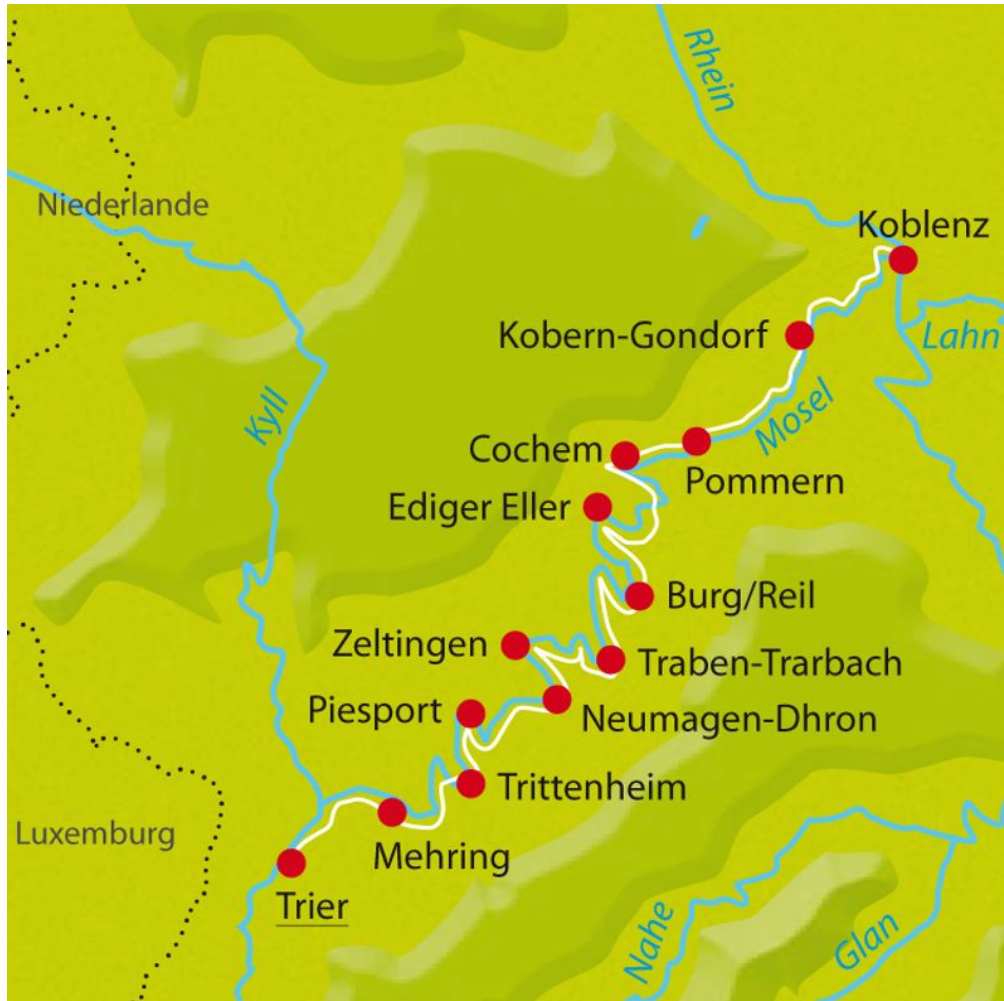 Rhein
Niederlande
Koblenz
Kobern-Gondorf
Lahn
Kyll
Mosel
Cochem
Pommern
Ediger Eller
Burg/Reil
Zeltingen
Traben-Trarbach
Piesport
Neumagen-Dhron
Trittenheim
Luxemburg
Mehring
Trier
Nahe
Glan